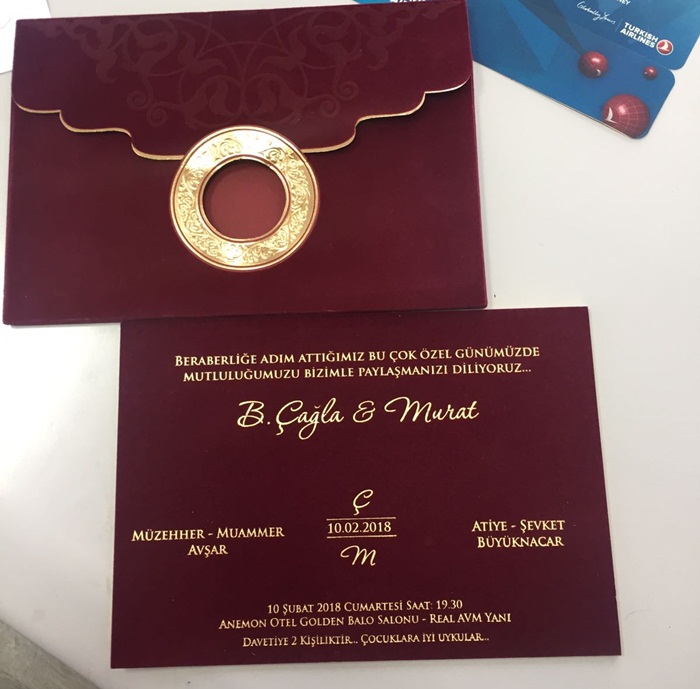 TURKISH
AIRLINES
BERABERLİĞE ADIM ATTIĞIMIZ BU ÇOK ÖZEL GÜNÜMÜZDE
MUTLULUĞUMUZU BİZİMLE PAYLAŞMANIZI DİLİYORUZ...
B. Çağla & Murat
Ç
10.02.2018
M
MÜZEHHER - MUAMMER
AVŞAR
ATİYE - ŞEVKET
BÜYÜKNACAR
10 ŞUBAT 2018 CUMARTESİ SAAT: 19.30
ANEMON OTEL GOLDEN BALO SALONU - REAL AVM YANI
DAVETİYE 2 KİŞİLİKTİR... ÇOCUKLARA İYİ UYKULAR...